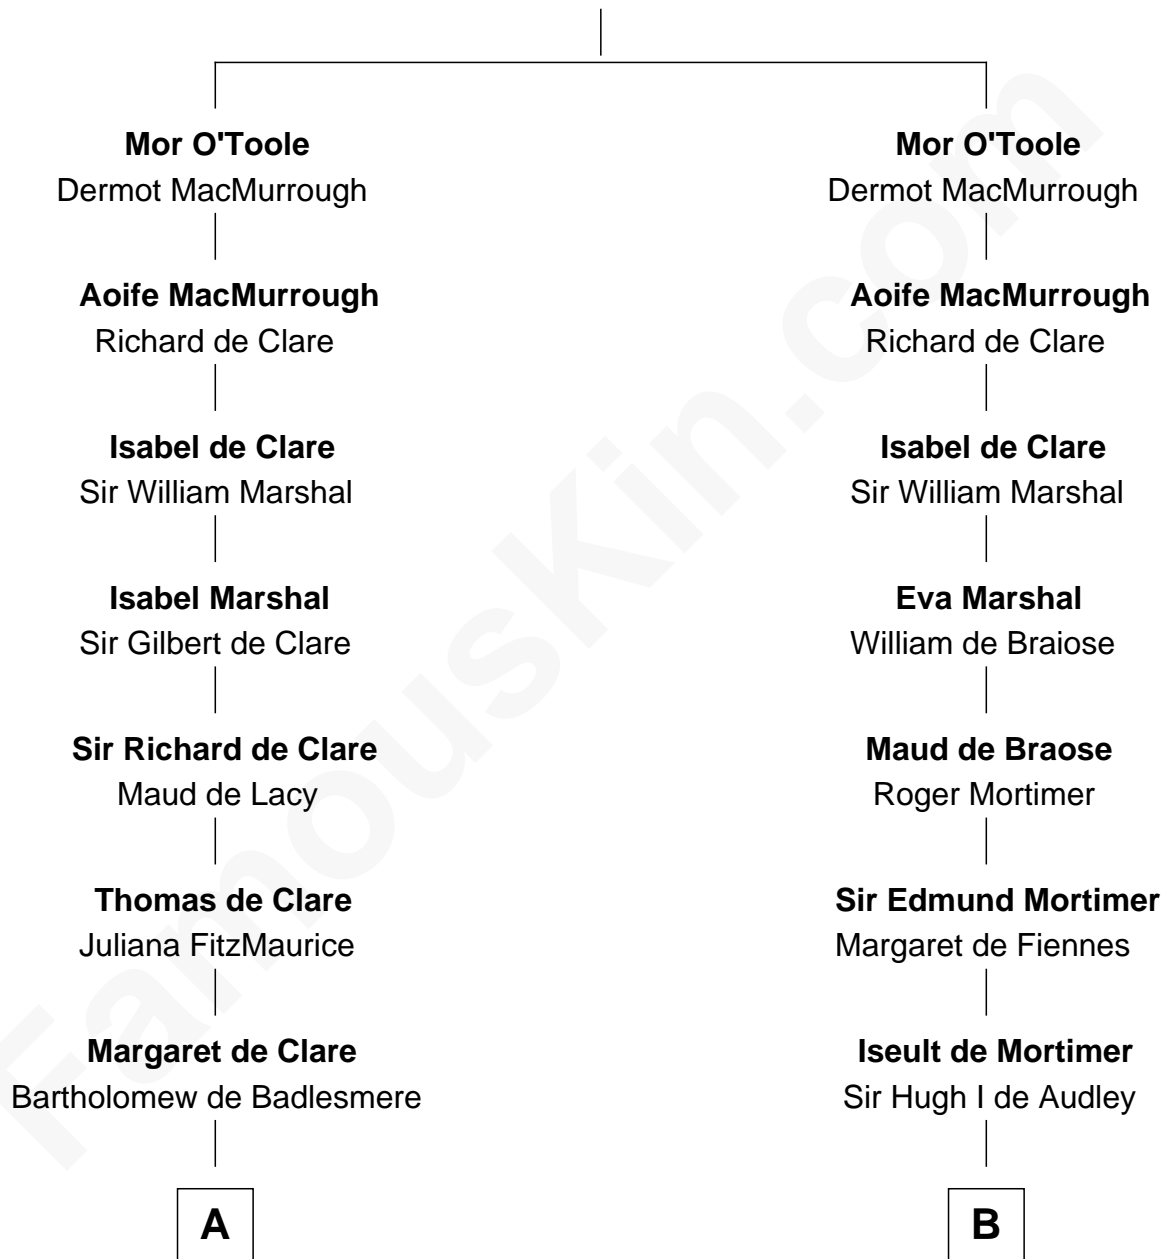 Mor O'Toole
Dermot MacMurrough
Aoife MacMurrough
Richard de Clare
Isabel de Clare
Sir William Marshal
Isabel Marshal
Sir Gilbert de Clare
Sir Richard de Clare
Maud de Lacy
Thomas de Clare
Juliana FitzMaurice
Margaret de Clare
Bartholomew de Badlesmere
A
Mor O'Toole
Dermot MacMurrough
Aoife MacMurrough
Richard de Clare
Isabel de Clare
Sir William Marshal
Eva Marshal
William de Braiose
Maud de Braose
Roger Mortimer
Sir Edmund Mortimer
Margaret de Fiennes
Iseult de Mortimer
Sir Hugh I de Audley
B
FamousKin.com